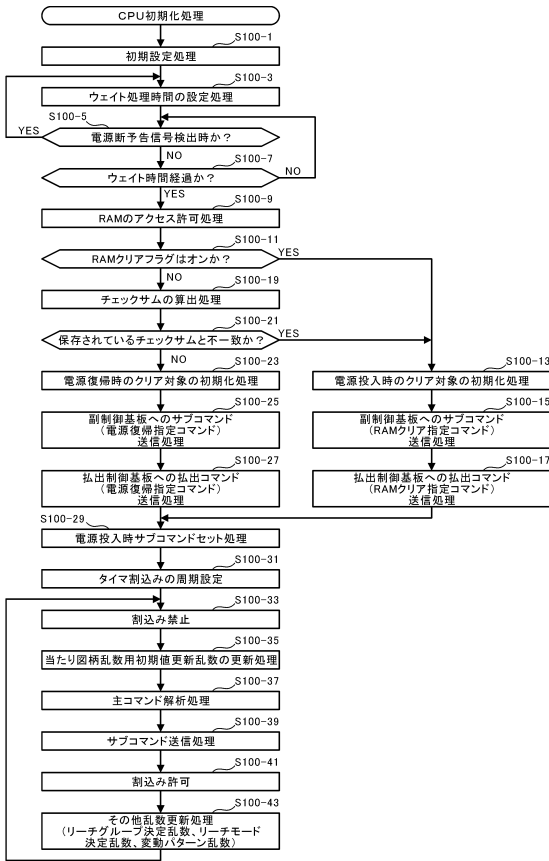 CPU初期化処理
S100-1
初期設定処理
S100-3
ウェイト処理時間の設定処理
S100-5
電源断予告信号検出時か？
YES
NO
S100-7
ウェイト時間経過か？
NO
YES
S100-9
RAMのアクセス許可処理
S100-11
RAMクリアフラグはオンか？
YES
NO
S100-19
チェックサムの算出処理
S100-21
保存されているチェックサムと不一致か？
YES
NO
S100-23
電源復帰時のクリア対象の初期化処理
S100-13
電源投入時のクリア対象の初期化処理
S100-25
副制御基板へのサブコマンド
（電源復帰指定コマンド）
送信処理
S100-15
副制御基板へのサブコマンド
（RAMクリア指定コマンド）
送信処理
S100-27
払出制御基板への払出コマンド
（電源復帰指定コマンド）
送信処理
S100-17
払出制御基板への払出コマンド
（RAMクリア指定コマンド）
送信処理
S100-29
電源投入時サブコマンドセット処理
S100-31
タイマ割込みの周期設定
S100-33
割込み禁止
S100-35
当たり図柄乱数用初期値更新乱数の更新処理
S100-37
主コマンド解析処理
S100-39
サブコマンド送信処理
S100-41
割込み許可
S100-43
その他乱数更新処理
（リーチグループ決定乱数、リーチモード
決定乱数、変動パターン乱数）